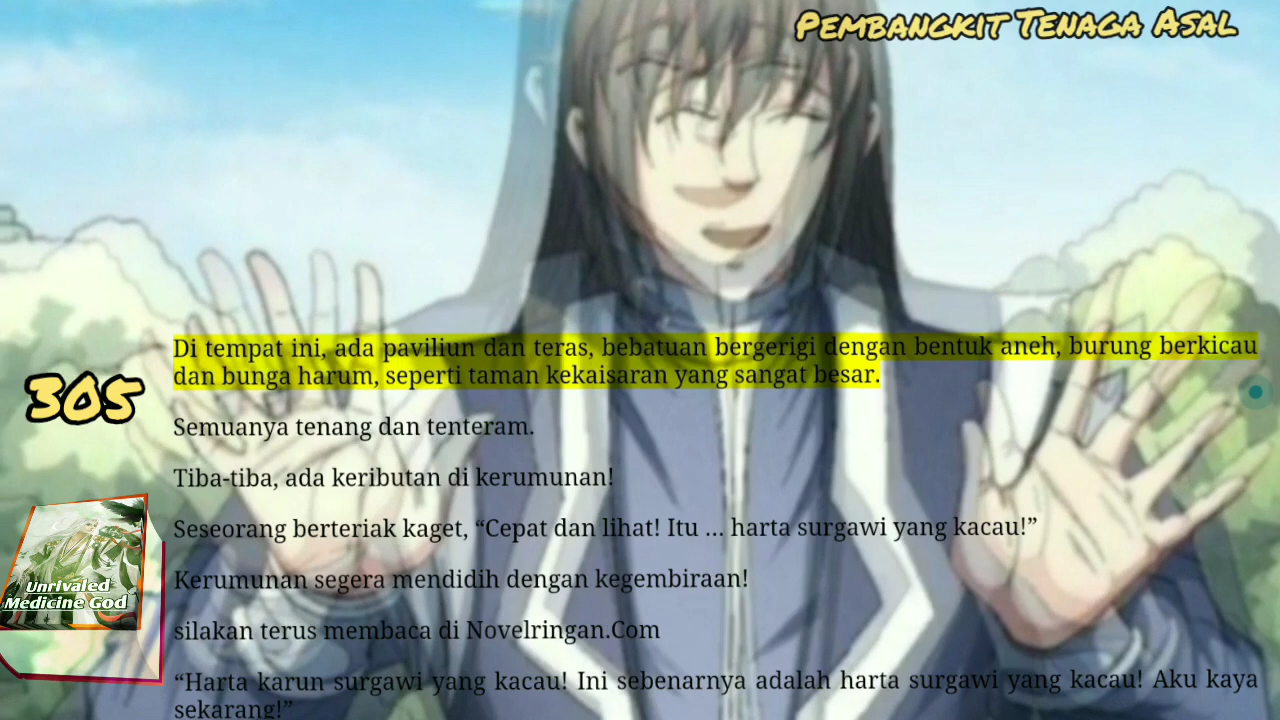 Pembangkit Tenaga Asal
Di tempat ini, ada paviliun dan teras, bebatuan bergerigi dengan bentuk aneh, burung berkicau
dan bunga harum, seperti taman kekaisaran yang sangat besar.
305
Semuanya tenang dan tenteram.
Tiba-tiba, ada keributan di kerumunan!
Seseorang berteriak kaget, “Cepat dan lihat! Itu ... harta surgawi yang kacau!”
Kerumunan segera mendidih dengan kegembiraan!
Unrivaled
Medicine God
silakan terus membaca di Novelringan.Com
“Harta karun surgawi yang kacau! Ini sebenarnya adalah harta surgawi yang kacau! Aku kaya
sekarang!”